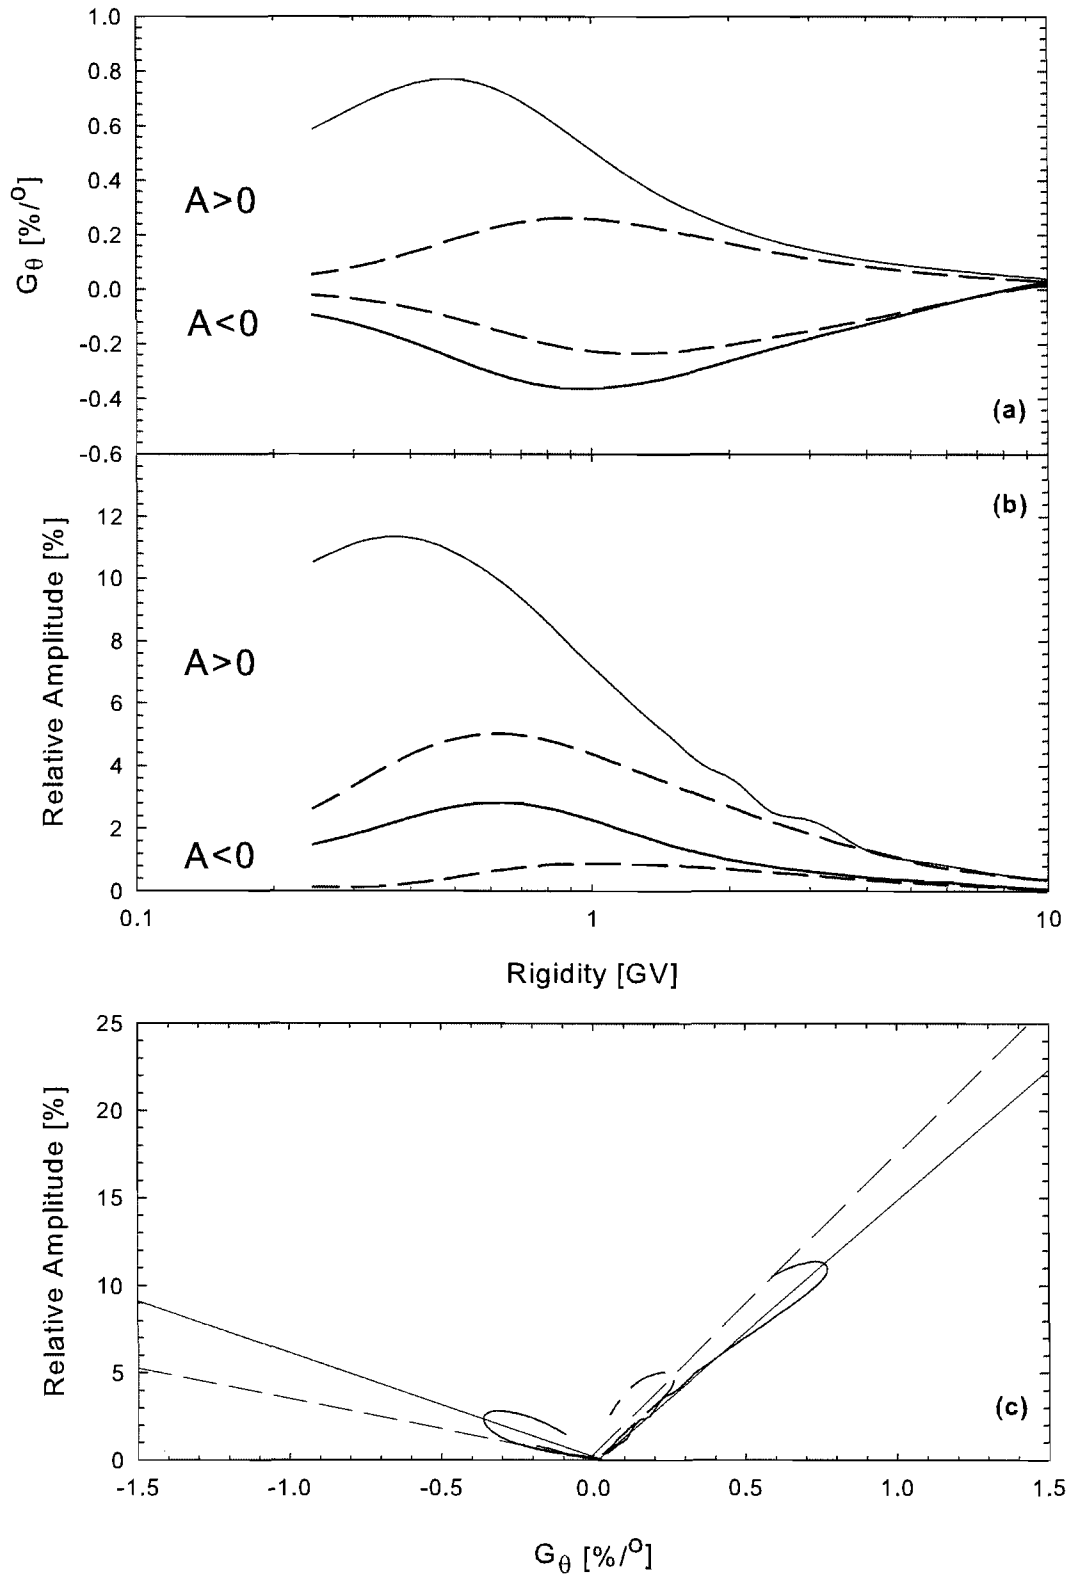 1.0
0.8
0.6
0.4
0.2
0.0
-0.2
-0.4
-0.6
Gθ [%/o]
A>0
A<0
(a)
12
10
8
6
4
2
0
Relative Amplitude [%]
A>0
A<0
(b)
0.1 1 10
Rigidity [GV]
25
20
15
10
5
0
Relative Amplitude [%]
(c)
-1.5 -1.0 -0.5 0.0 0.5 1.0 1.5
Gθ [%/o]